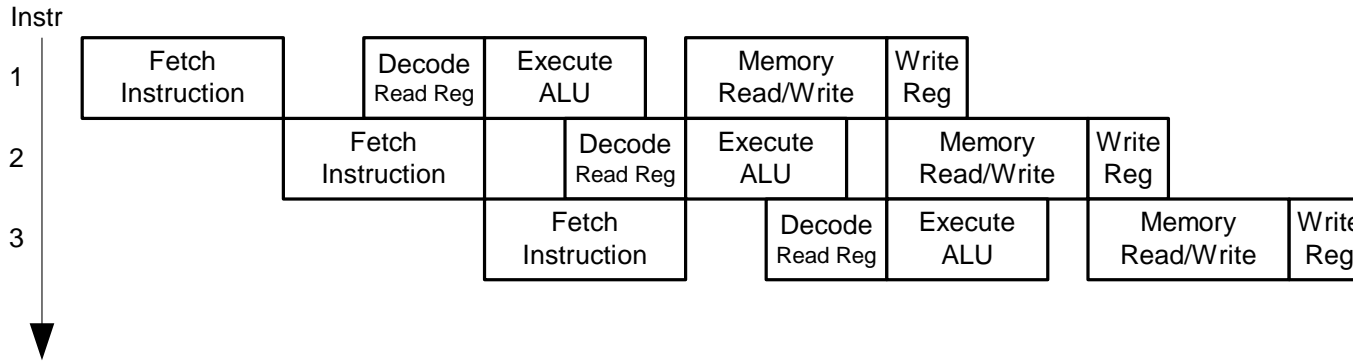 Instr
1
Fetch
Instruction
Decode
Read Reg
Execute
ALU
Memory
Read/Write
Write
Reg
2
Fetch
Instruction
Decode
Read Reg
Execute
ALU
Memory
Read/Write
Write
Reg
3
Fetch
Instruction
Decode
Read Reg
Execute
ALU
Memory
Read/Write
Write
Reg